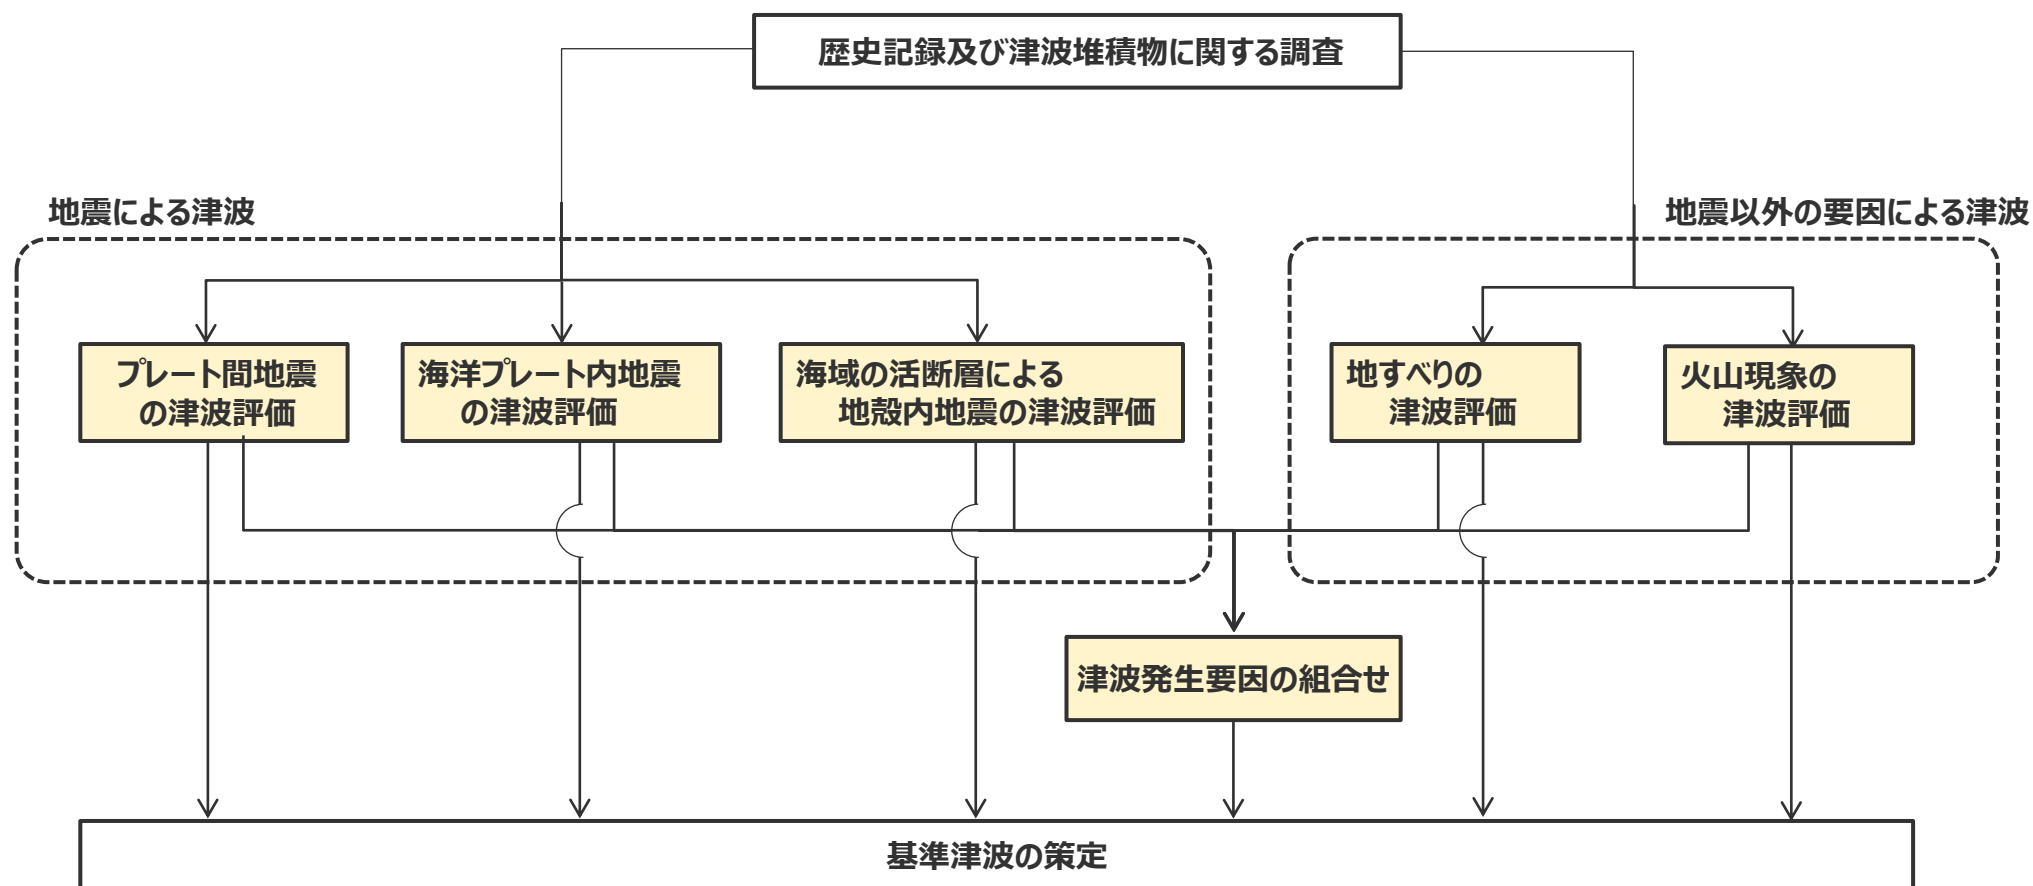 歴史記録及び津波堆積物に関する調査
地震による津波
地震以外の要因による津波
プレート間地震
の津波評価
海洋プレート内地震
の津波評価
海域の活断層による
地殻内地震の津波評価
地すべりの
津波評価
火山現象の
津波評価
津波発生要因の組合せ
基準津波の策定